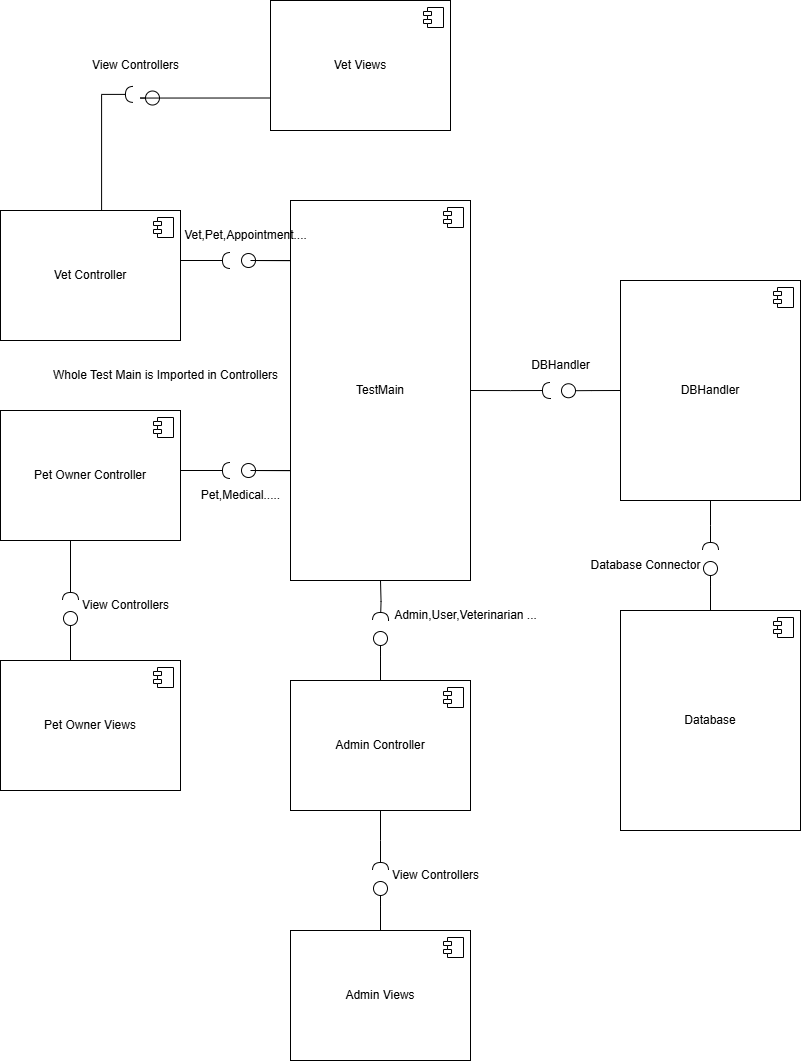 Vet Views
View Controllers
Vet,Pet,Appointment....
Vet Controller
Whole Test Main is Imported in Controllers
TestMain
DBHandler
DBHandler
Pet Owner Controller
Pet,Medical.....
Database Connector
View Controllers
Admin,User,Veterinarian ...
Pet Owner Views
Database
Admin Controller
View Controllers
Admin Views